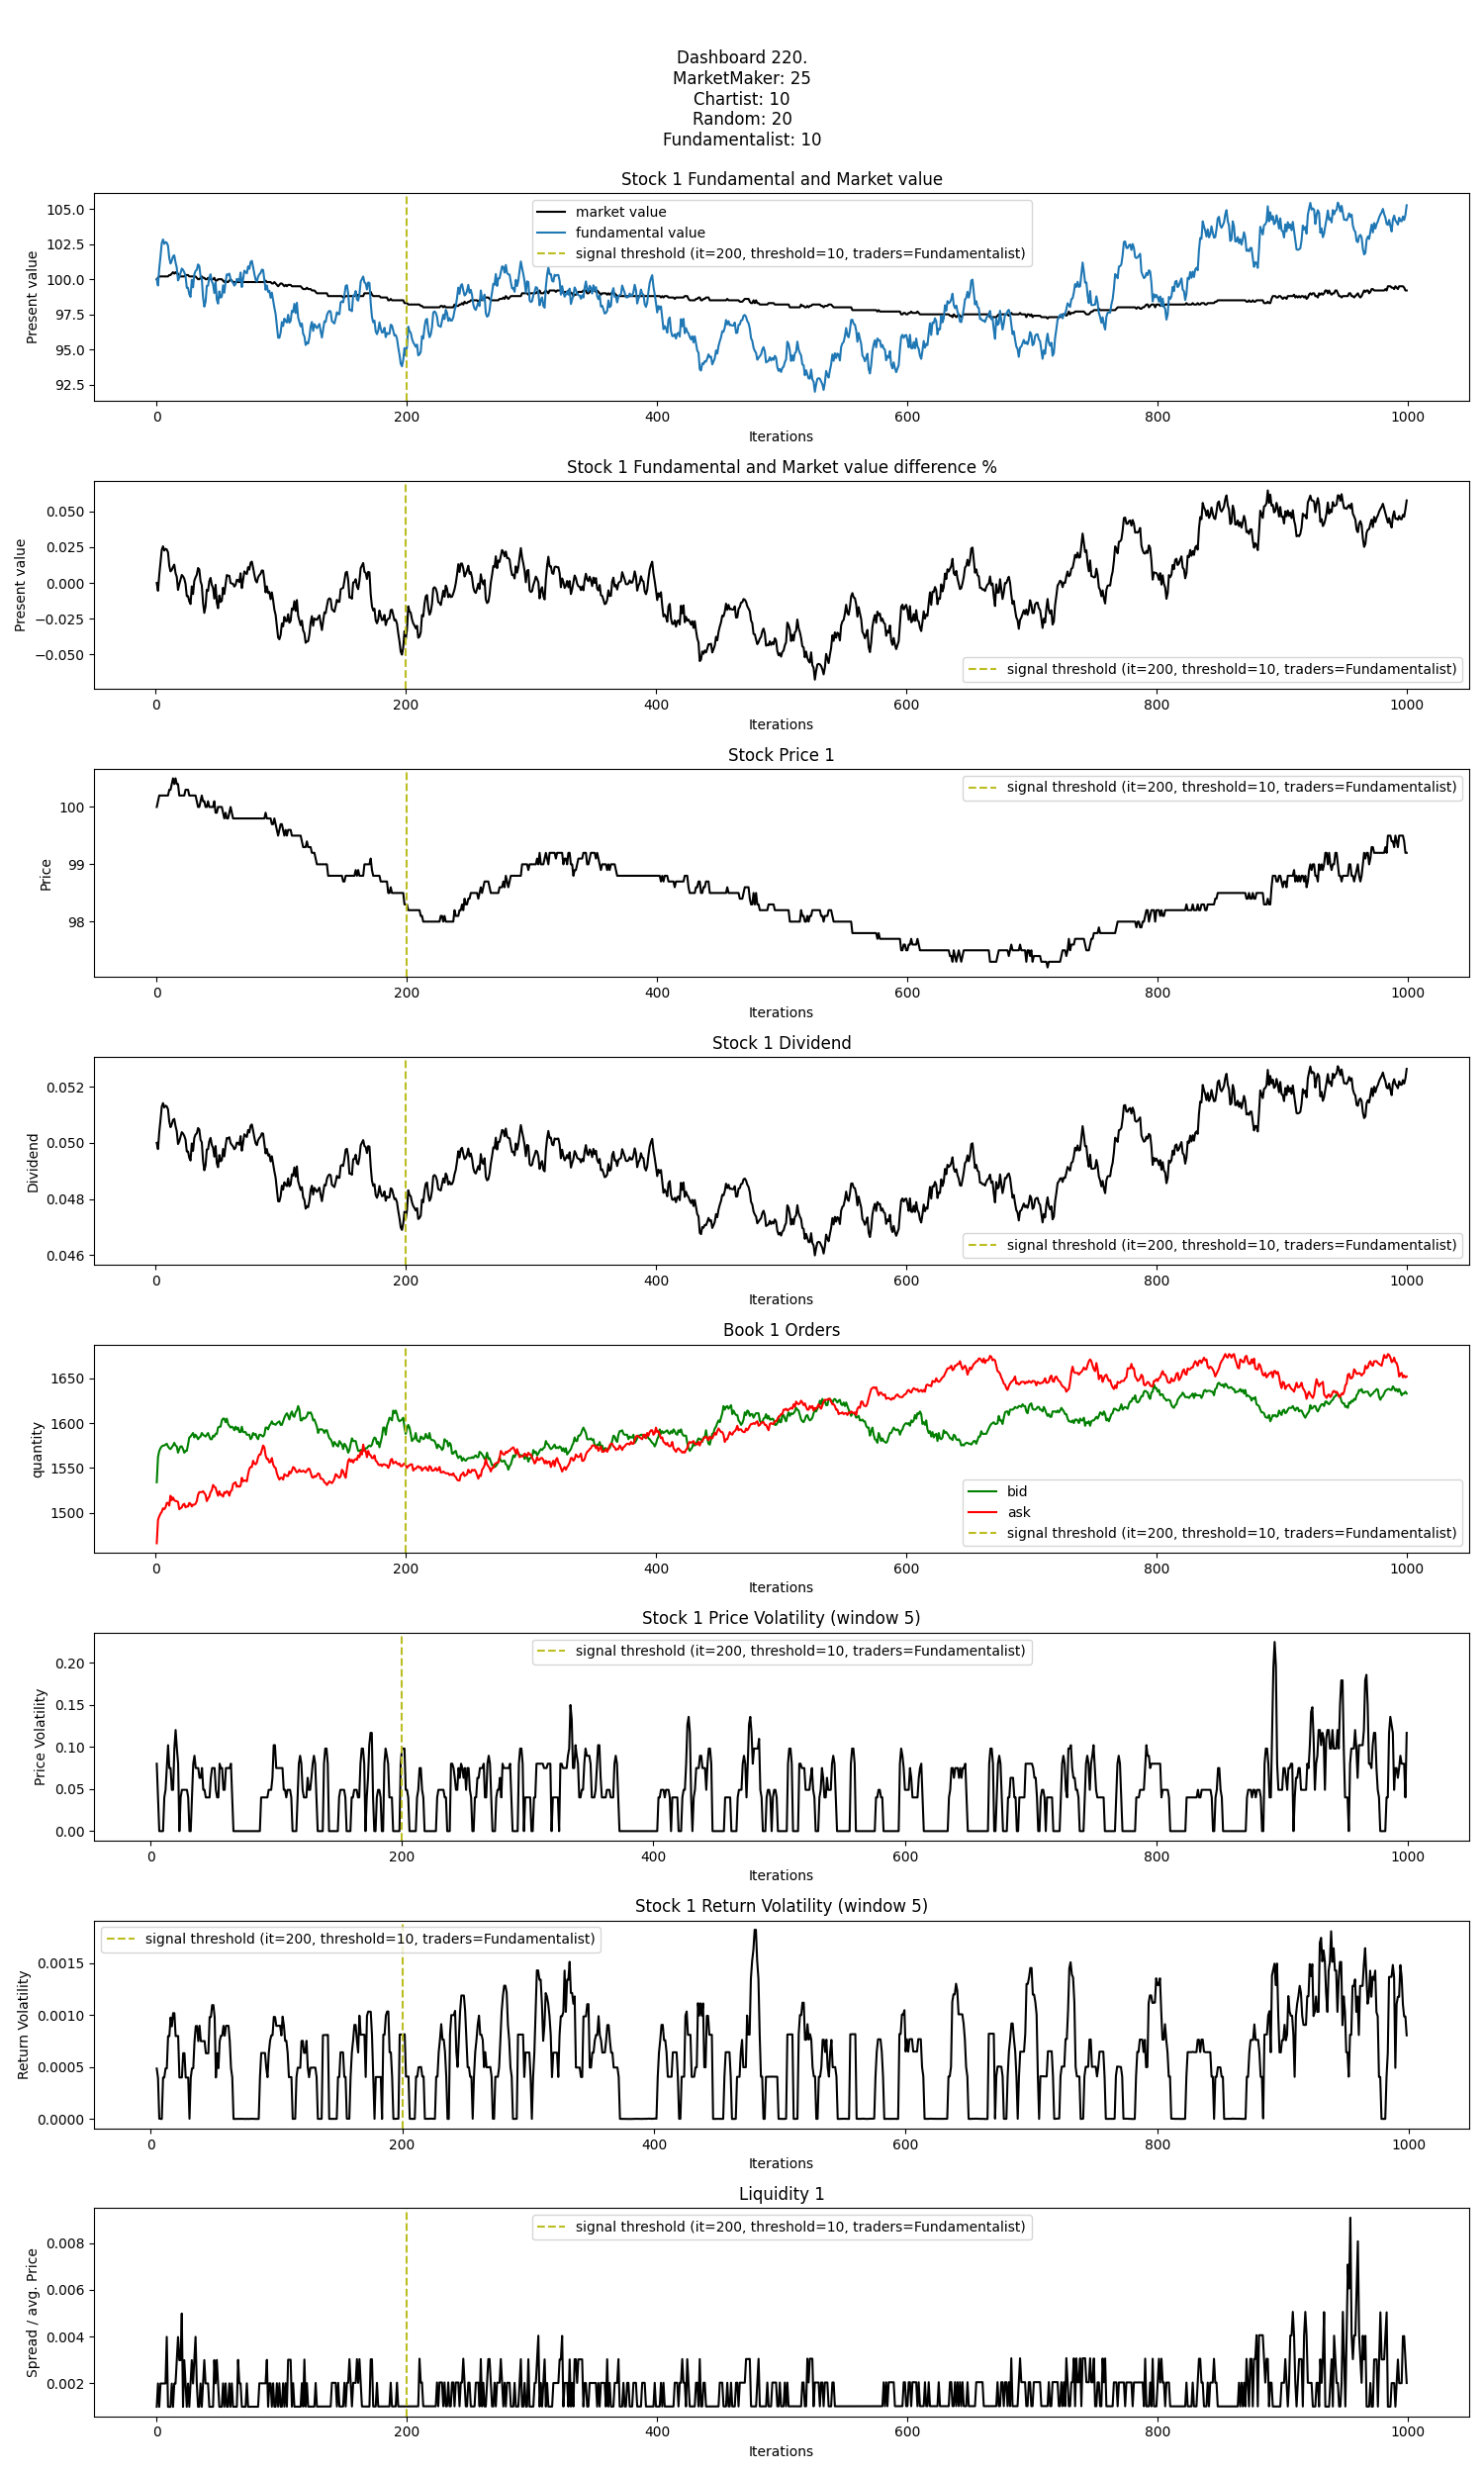 Dashboard 220.
MarketMaker: 25
Chartist: 10
Random: 20
Fundamentalist: 10
Stock 1 Fundamental and Market value
Present value
105.0
102.5
100.0
97.5
95.0
92.5
market value
fundamental value
signal threshold (it=200, threshold=10, traders=Fundamentalist)
0 200 400 600 800 1000
Iterations
Stock 1 Fundamental and Market value difference %
Present value
0.050
0.025
0.000
−0.025
−0.050
signal threshold (it=200, threshold=10, traders=Fundamentalist)
0 200 400 600 800 1000
Iterations
Stock Price 1
Price
100
99
98
signal threshold (it=200, threshold=10, traders=Fundamentalist)
0 200 400 600 800 1000
Iterations
Stock 1 Dividend
Dividend
0.052
0.050
0.048
0.046
signal threshold (it=200, threshold=10, traders=Fundamentalist)
0 200 400 600 800 1000
Iterations
Book 1 Orders
quantity
1650
1600
1550
1500
bid
ask
signal threshold (it=200, threshold=10, traders=Fundamentalist)
0 200 400 600 800 1000
Iterations
Stock 1 Price Volatility (window 5)
Price Volatility
0.20
0.15
0.10
0.05
0.00
signal threshold (it=200, threshold=10, traders=Fundamentalist)
0 200 400 600 800 1000
Iterations
Stock 1 Return Volatility (window 5)
Return Volatility
0.0015
0.0010
0.0005
0.0000
signal threshold (it=200, threshold=10, traders=Fundamentalist)
0 200 400 600 800 1000
Iterations
Liquidity 1
Spread / avg. Price
0.008
0.006
0.004
0.002
signal threshold (it=200, threshold=10, traders=Fundamentalist)
0 200 400 600 800 1000
Iterations